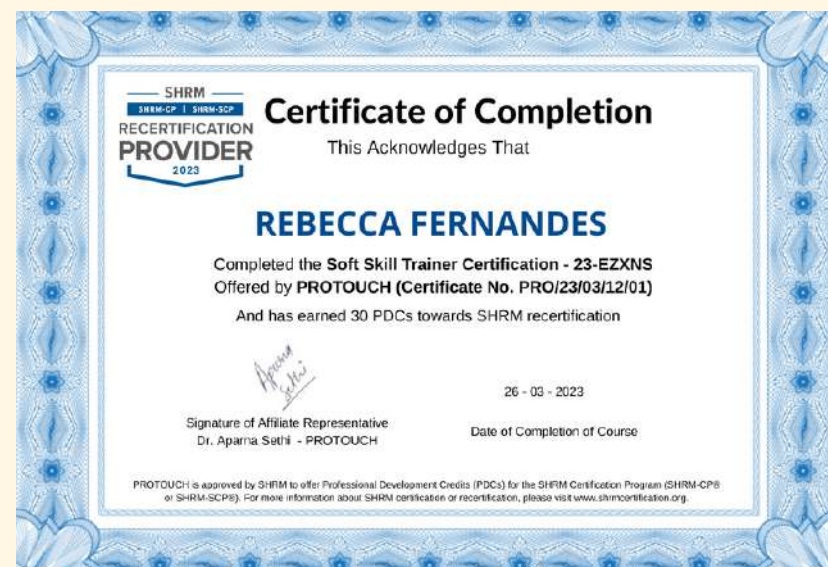 SHRM
SHRM-CP | SHRM-SCP
RECERTIFICATION
PROVIDER
2023
Certificate of Completion
This Acknowledges That
REBECCA FERNANDES
Completed the Soft Skill Trainer Certification - 23-EZXNS
Offered by PROTOUCH (Certificate No. PRO/23/03/12/01)
And has earned 30 PDCs towards SHRM recertification
Aparna
Sethi
26 - 03 - 2023
Signature of Affiliate Representative
Dr. Aparna Sethi - PROTOUCH
Date of Completion of Course
PROTOUCH is approved by SHRM to offer Professional Development Credits (PDCs) for the SHRM Certification Program (SHRM-CP®
or SHRM-SCP®). For more information about SHRM certification or recertification, please visit www.shrmcertification.org.